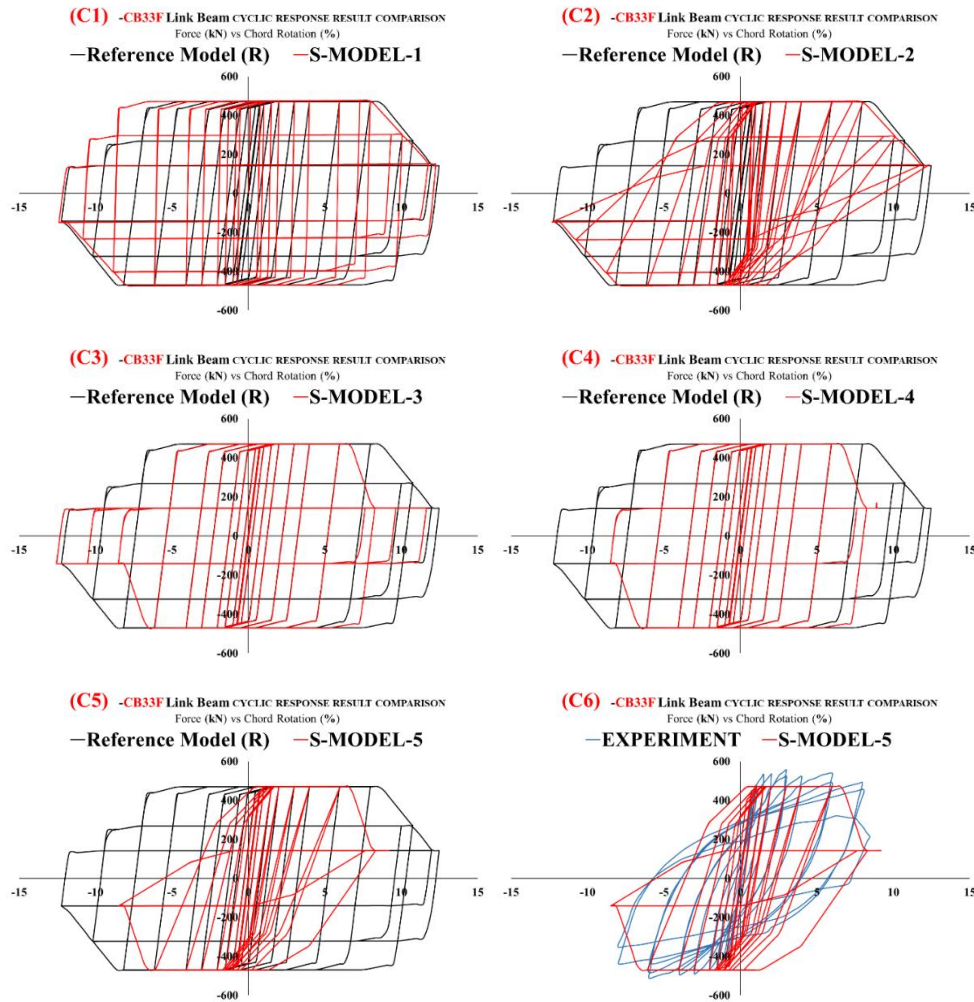 (C1) -CB33F Link Beam CYCLIC RESPONSE RESULT COMPARISON
Force (kN) vs Chord Rotation (%)
Reference Model (R) S-MODEL-1
600
400
200
0
-15 -10 -5 0 5 10 15
-200
-400
-600
(C2) -CB33F Link Beam CYCLIC RESPONSE RESULT COMPARISON
Force (kN) vs Chord Rotation (%)
Reference Model (R) S-MODEL-2
600
400
200
0
-15 -10 -5 0 5 10 15
-200
-400
-600
(C3) -CB33F Link Beam CYCLIC RESPONSE RESULT COMPARISON
Force (kN) vs Chord Rotation (%)
Reference Model (R) S-MODEL-3
600
400
200
0
-15 -10 -5 0 5 10 15
-200
-400
-600
(C4) -CB33F Link Beam CYCLIC RESPONSE RESULT COMPARISON
Force (kN) vs Chord Rotation (%)
Reference Model (R) S-MODEL-4
600
400
200
0
-15 -10 -5 0 5 10 15
-200
-400
-600
(C5) -CB33F Link Beam CYCLIC RESPONSE RESULT COMPARISON
Force (kN) vs Chord Rotation (%)
Reference Model (R) S-MODEL-5
600
400
200
0
-15 -10 -5 0 5 10 15
-200
-400
-600
(C6) -CB33F Link Beam CYCLIC RESPONSE RESULT COMPARISON
Force (kN) vs Chord Rotation (%)
EXPERIMENT S-MODEL-5
600
400
200
0
-15 -10 -5 0 5 10 15
-200
-400
-600